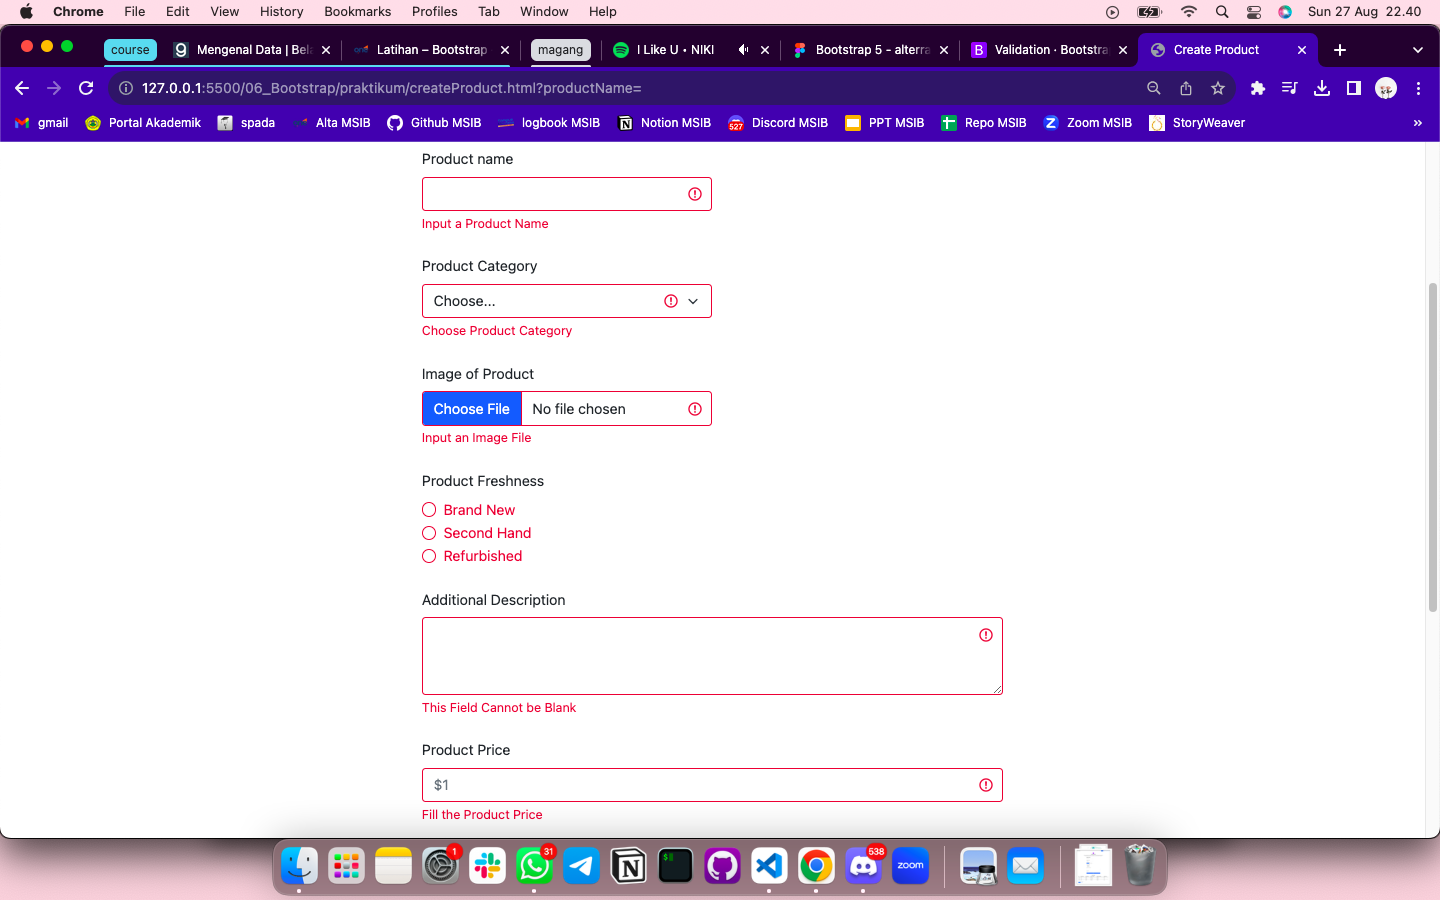 Chrome File Edit View History Bookmarks Profiles Tab Window Help Sun 27 Aug 22.40
course Mengenal Data | Bela Latihan – Bootstrap magang I Like U • NIKI Bootstrap 5 - alterra Validation · Bootstra Create Product
127.0.0.1:5500/06_Bootstrap/praktikum/createProduct.html?productName=
gmail Portal Akademik spada Alta MSIB Github MSIB logbook MSIB Notion MSIB 527 Discord MSIB PPT MSIB Repo MSIB Zoom MSIB StoryWeaver »
Product name
Input a Product Name
Product Category
Choose...
Choose Product Category
Image of Product
Choose File No file chosen
Input an Image File
Product Freshness
Brand New
Second Hand
Refurbished
Additional Description
This Field Cannot be Blank
Product Price
$1
Fill the Product Price
1 31 538 zoom